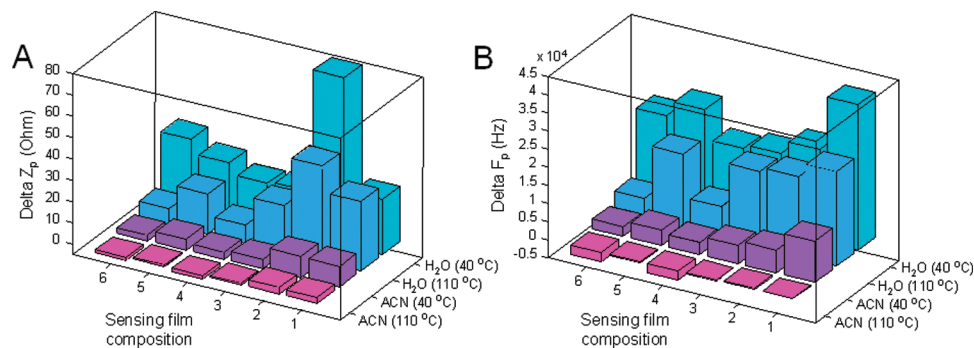 A
Delta Zp (Ohm)
80
70
60
50
40
30
20
10
0
6
5
4
3
2
1
Sensing film
composition
H2O (40 °C)
H2O (110 °C)
ACN (40 °C)
ACN (110 °C)
B
x 10⁴
Delta Fp (Hz)
4.5
4
3.5
3
2.5
2
1.5
1
0.5
0
-0.5
6
5
4
3
2
1
Sensing film
composition
H2O (40 °C)
H2O (110 °C)
ACN (40 °C)
ACN (110 °C)